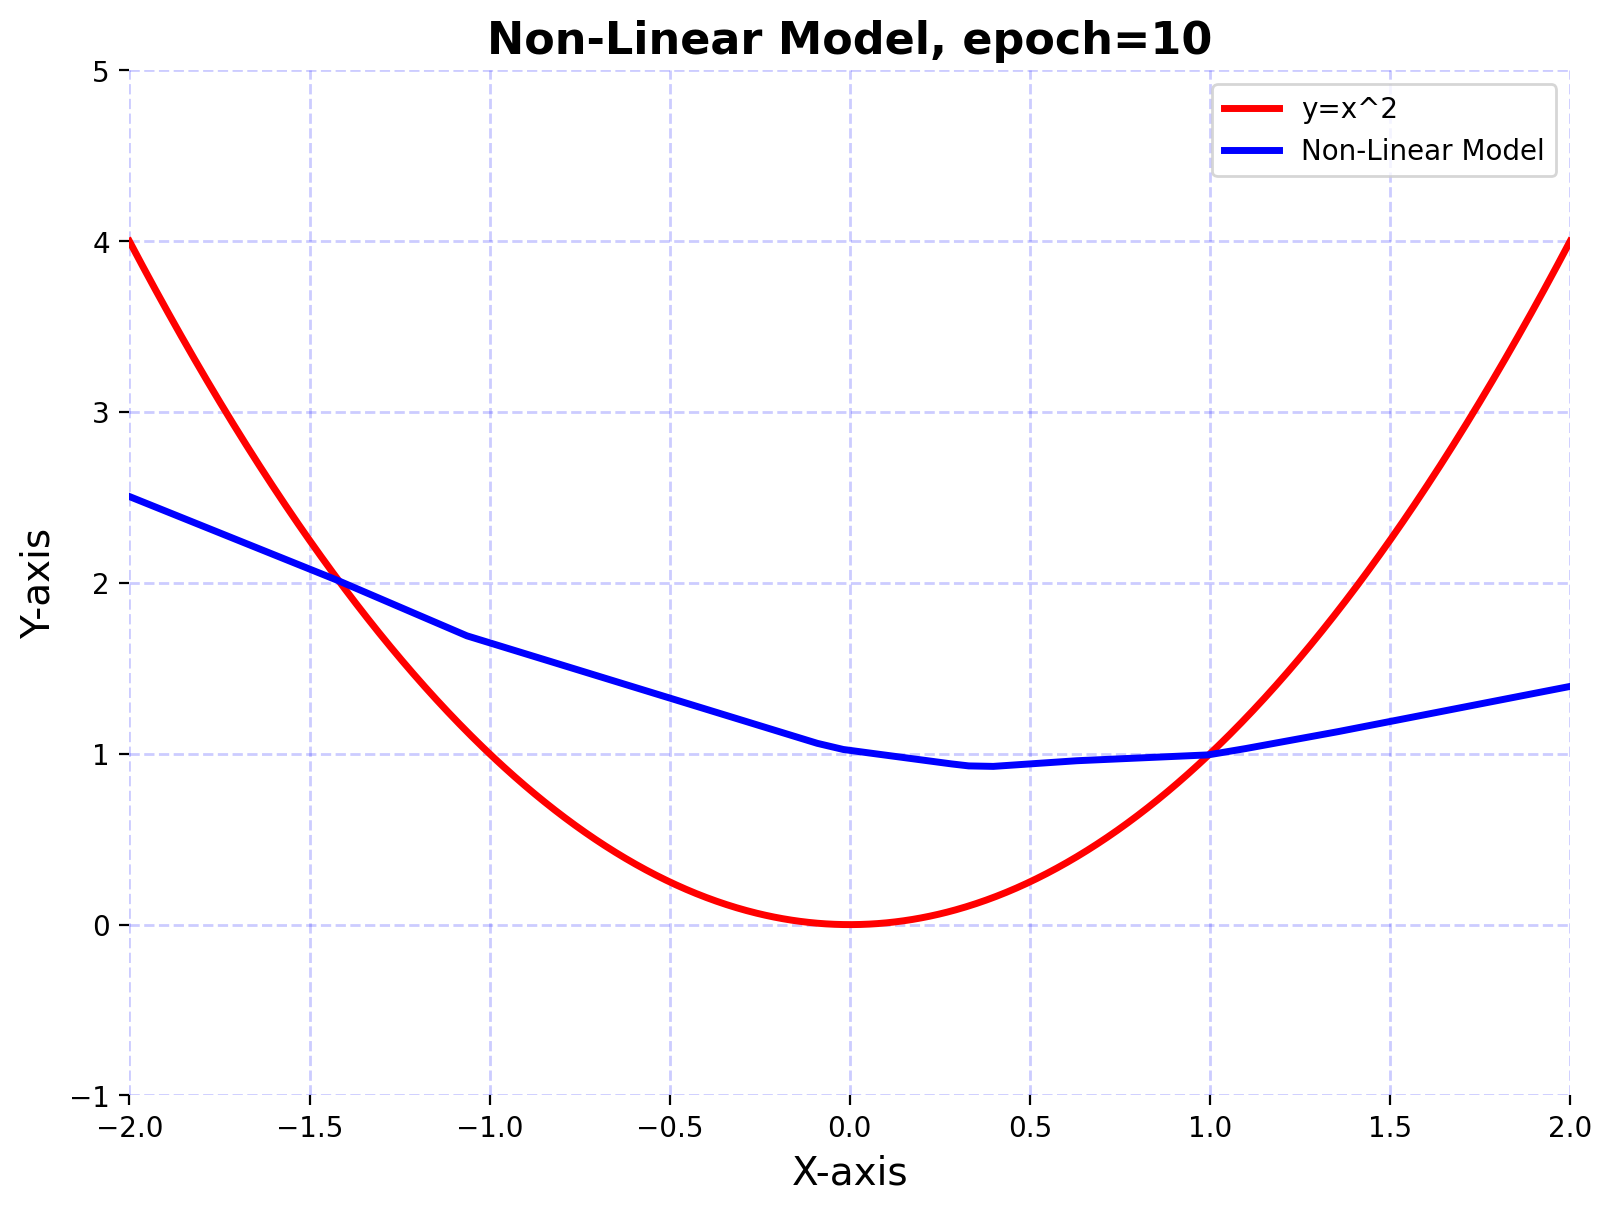 Non-Linear Model, epoch=10
y=x^2
Non-Linear Model
Y-axis
5
4
3
2
1
0
−1
−2.0 −1.5 −1.0 −0.5 0.0 0.5 1.0 1.5 2.0
X-axis